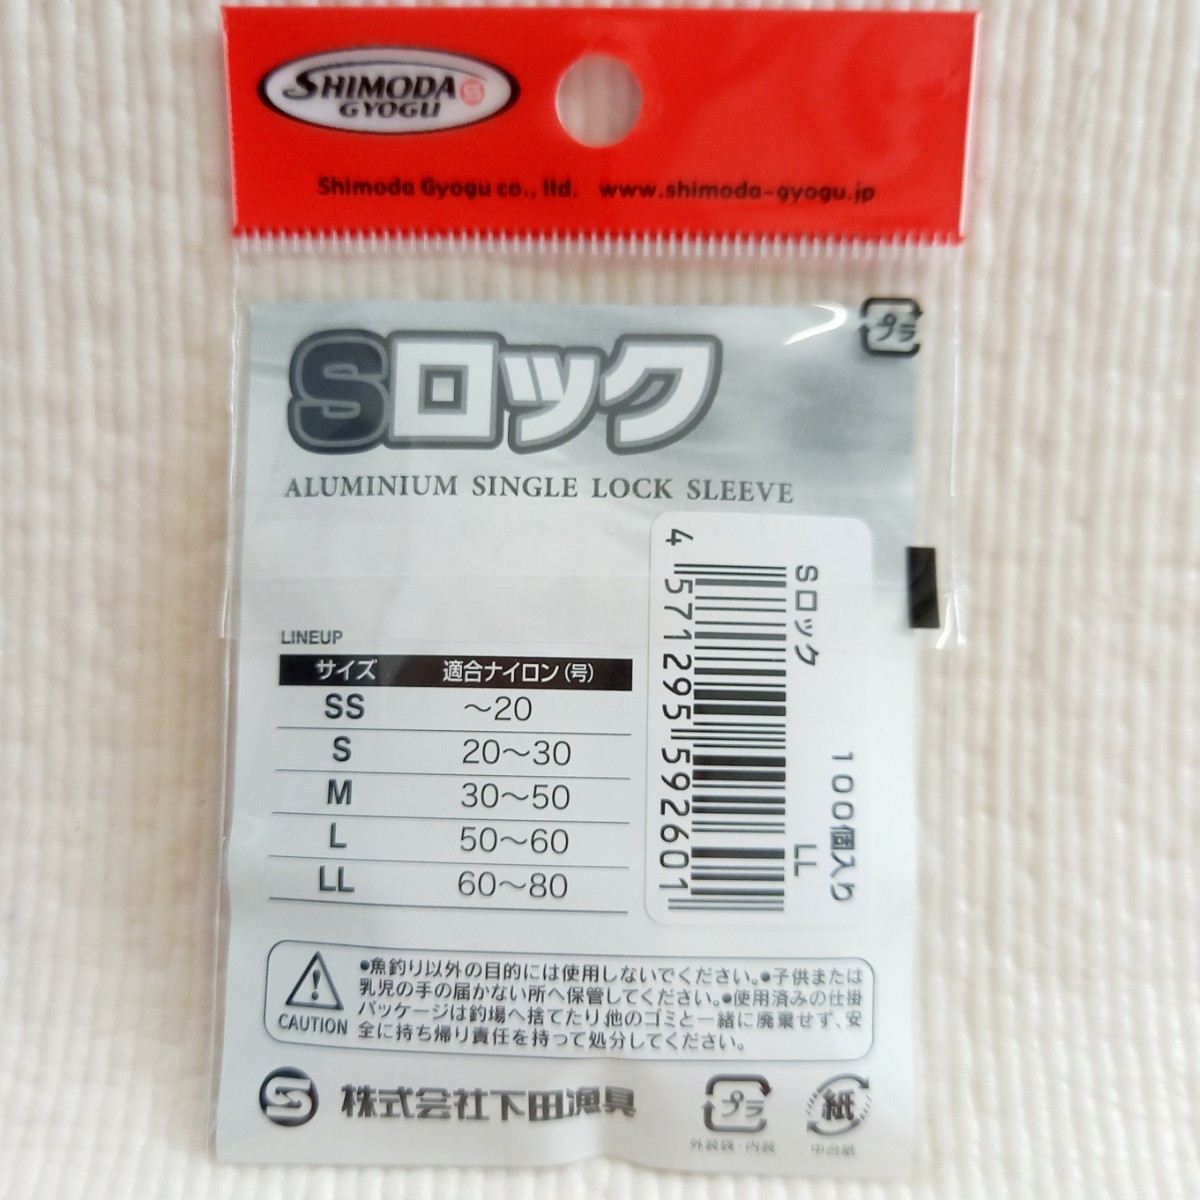 SHIMODA
GYOGU
Shimoda Gyogu co., ltd. www.shimoda-gyogu.jp
プラ
Sロック
ALUMINIUM SINGLE LOCK SLEEVE
Sロック
100個入り
LL
4 571295 592601
LINEUP
サイズ 適合ナイロン(号)
SS ～20
S 20～30
M 30～50
L 50～60
LL 60～80
CAUTION
●魚釣り以外の目的には使用しないでください。●子供または
乳児の手の届かない所へ保管してください。●使用済みの仕掛
パッケージは釣場へ捨てたり、他のゴミと一緒に廃棄せず、安
全に持ち帰り責任を持って処分してください。
株式会社下田漁具
プラ
外装袋・内装
紙
中台紙